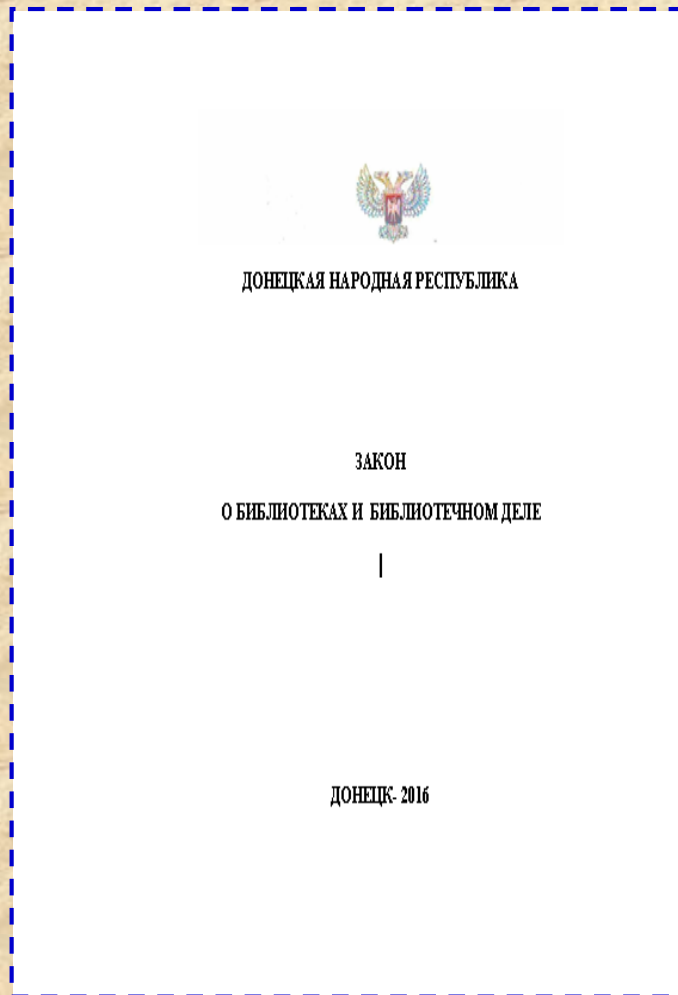 ДОНЕЦКАЯ НАРОДНАЯ РЕСПУБЛИКА
ЗАКОН
О БИБЛИОТЕКАХ И БИБЛИОТЕЧНОМ ДЕЛЕ
ДОНЕЦК- 2016